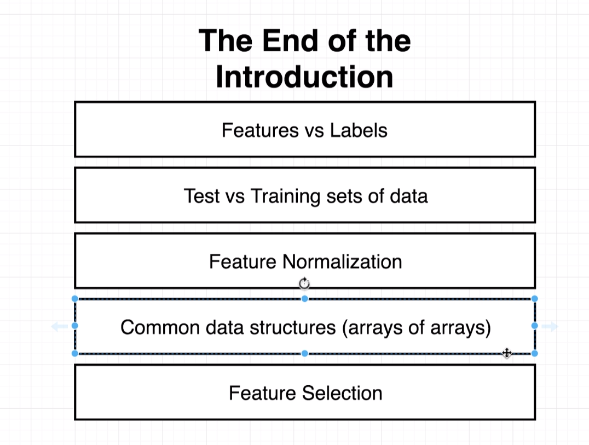 The End of the
Introduction
Features vs Labels
Test vs Training sets of data
Feature Normalization
Common data structures (arrays of arrays)
Feature Selection